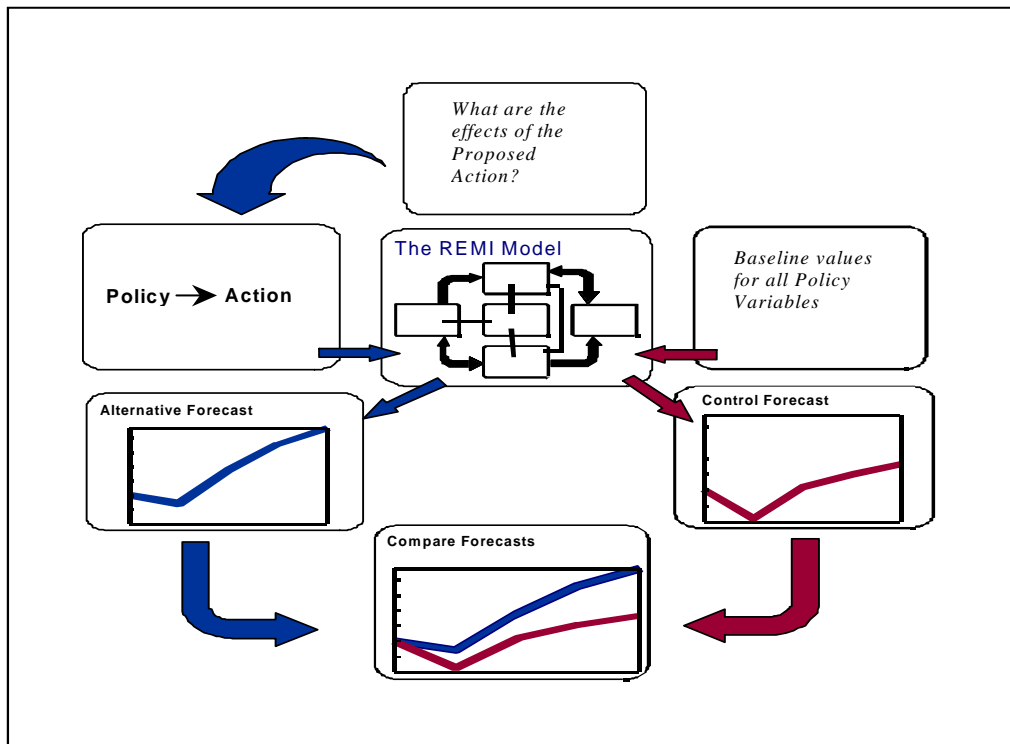 What are the
effects of the
Proposed
Action?
Policy → Action
The REMI Model
Baseline values
for all Policy
Variables
Alternative Forecast
Control Forecast
Compare Forecasts